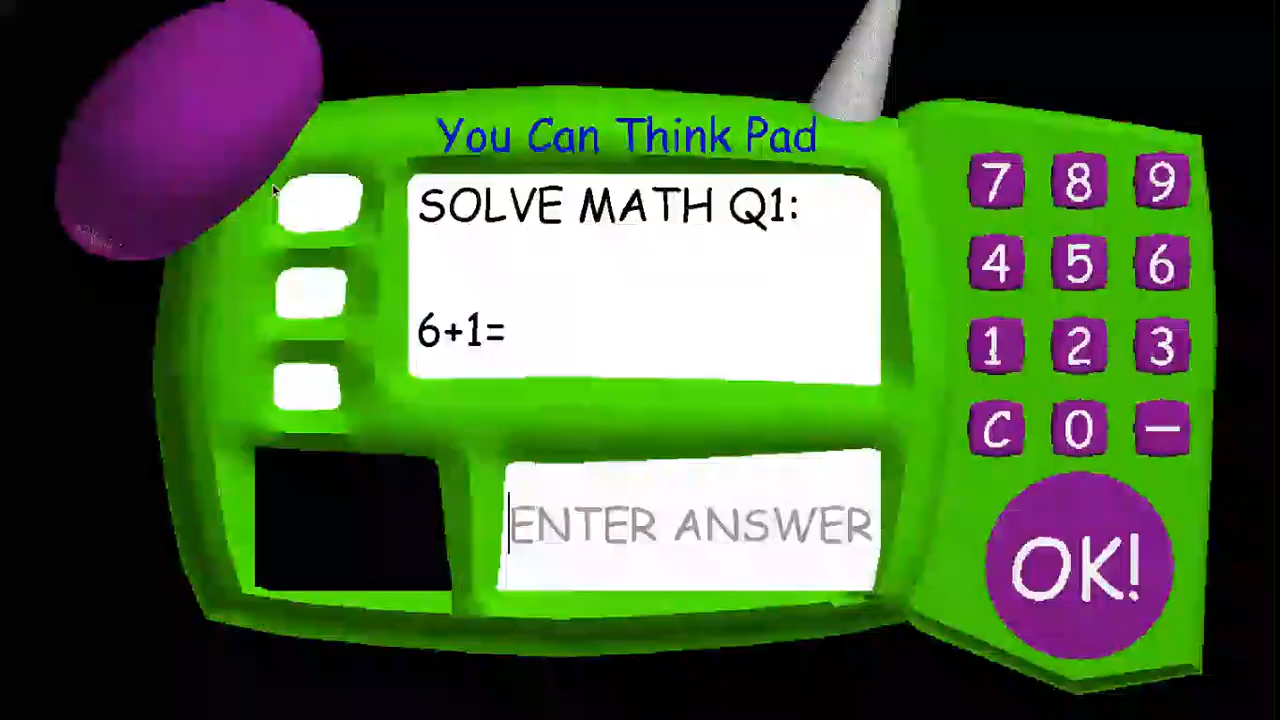 You Can Think Pad
SOLVE MATH Q1:
6+1=
ENTER ANSWER
7 8 9
4 5 6
1 2 3
C 0 −
OK!